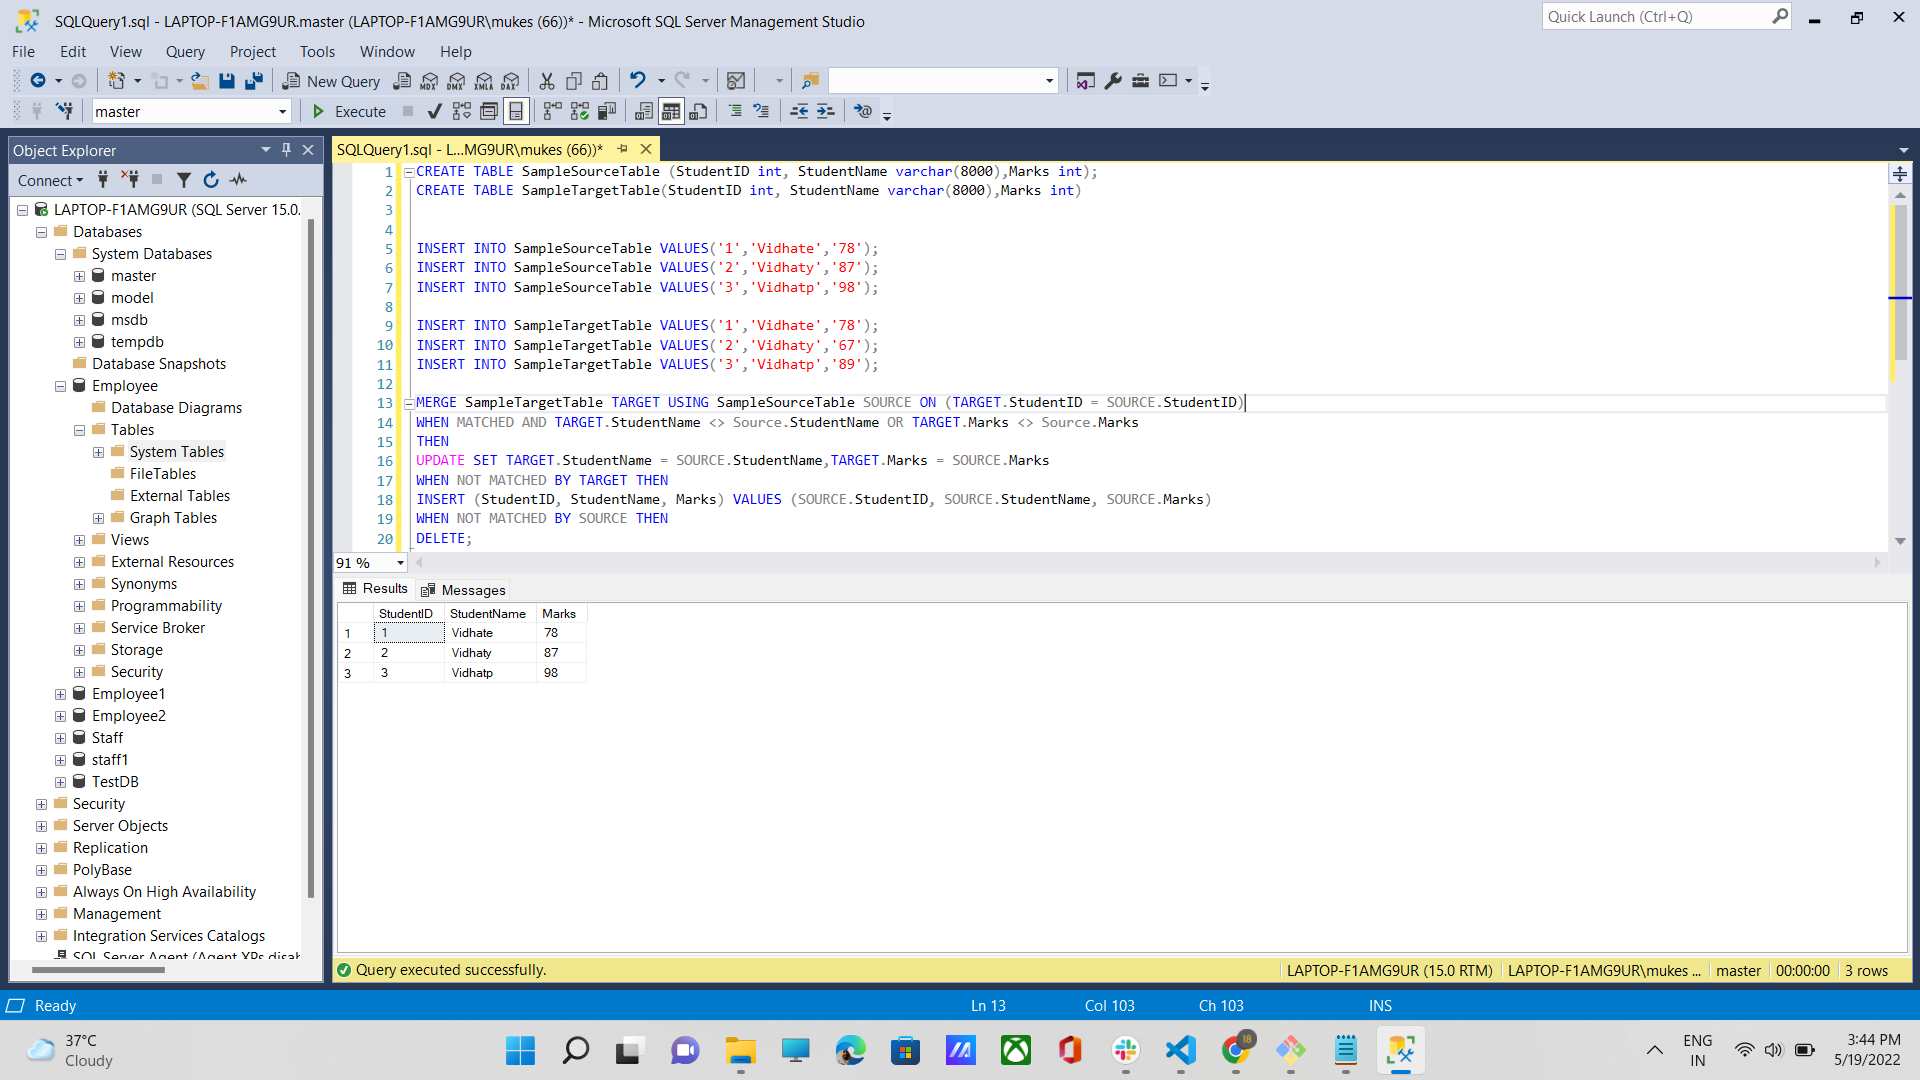 SQLQuery1.sql - LAPTOP-F1AMG9UR.master (LAPTOP-F1AMG9UR\mukes (66))* - Microsoft SQL Server Management Studio
Quick Launch (Ctrl+Q)
File Edit View Query Project Tools Window Help
New Query
MDX DMX XMLA DAX
master
Execute
Object Explorer
Connect
LAPTOP-F1AMG9UR (SQL Server 15.0.
Databases
System Databases
master
model
msdb
tempdb
Database Snapshots
Employee
Database Diagrams
Tables
System Tables
FileTables
External Tables
Graph Tables
Views
External Resources
Synonyms
Programmability
Service Broker
Storage
Security
Employee1
Employee2
Staff
staff1
TestDB
Security
Server Objects
Replication
PolyBase
Always On High Availability
Management
Integration Services Catalogs
SQL Server Agent (Agent XPs disab
SQLQuery1.sql - L...MG9UR\mukes (66))*
1 CREATE TABLE SampleSourceTable (StudentID int, StudentName varchar(8000),Marks int);
2 CREATE TABLE SampleTargetTable(StudentID int, StudentName varchar(8000),Marks int)
3
4
5 INSERT INTO SampleSourceTable VALUES('1','Vidhate','78');
6 INSERT INTO SampleSourceTable VALUES('2','Vidhaty','87');
7 INSERT INTO SampleSourceTable VALUES('3','Vidhatp','98');
8
9 INSERT INTO SampleTargetTable VALUES('1','Vidhate','78');
10 INSERT INTO SampleTargetTable VALUES('2','Vidhaty','67');
11 INSERT INTO SampleTargetTable VALUES('3','Vidhatp','89');
12
13 MERGE SampleTargetTable TARGET USING SampleSourceTable SOURCE ON (TARGET.StudentID = SOURCE.StudentID)
14 WHEN MATCHED AND TARGET.StudentName <> Source.StudentName OR TARGET.Marks <> Source.Marks
15 THEN
16 UPDATE SET TARGET.StudentName = SOURCE.StudentName,TARGET.Marks = SOURCE.Marks
17 WHEN NOT MATCHED BY TARGET THEN
18 INSERT (StudentID, StudentName, Marks) VALUES (SOURCE.StudentID, SOURCE.StudentName, SOURCE.Marks)
19 WHEN NOT MATCHED BY SOURCE THEN
20 DELETE;
91 %
Results Messages
StudentID StudentName Marks
1 1 Vidhate 78
2 2 Vidhaty 87
3 3 Vidhatp 98
Query executed successfully.
LAPTOP-F1AMG9UR (15.0 RTM) LAPTOP-F1AMG9UR\mukes ... master 00:00:00 3 rows
Ready
Ln 13 Col 103 Ch 103 INS
37°C
Cloudy
18
ENG
IN
3:44 PM
5/19/2022